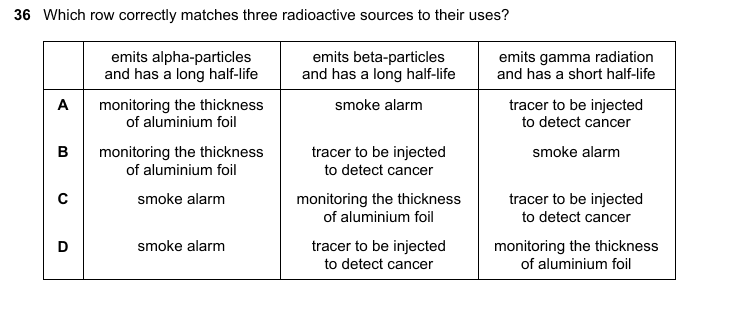 36 Which row correctly matches three radioactive sources to their uses?
emits alpha-particles and has a long half-life
emits beta-particles and has a long half-life
emits gamma radiation and has a short half-life
A
monitoring the thickness of aluminium foil
smoke alarm
tracer to be injected to detect cancer
B
monitoring the thickness of aluminium foil
tracer to be injected to detect cancer
smoke alarm
C
smoke alarm
monitoring the thickness of aluminium foil
tracer to be injected to detect cancer
D
smoke alarm
tracer to be injected to detect cancer
monitoring the thickness of aluminium foil